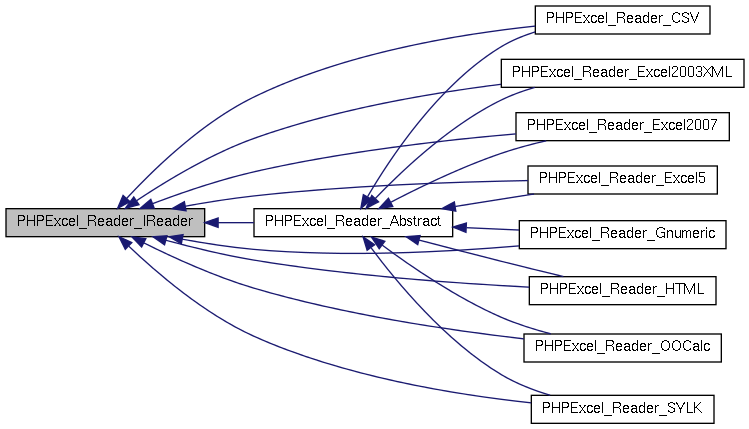 PHPExcel_Reader_CSV
PHPExcel_Reader_Excel2003XML
PHPExcel_Reader_Excel2007
PHPExcel_Reader_Excel5
PHPExcel_Reader_IReader
PHPExcel_Reader_Abstract
PHPExcel_Reader_Gnumeric
PHPExcel_Reader_HTML
PHPExcel_Reader_OOCalc
PHPExcel_Reader_SYLK